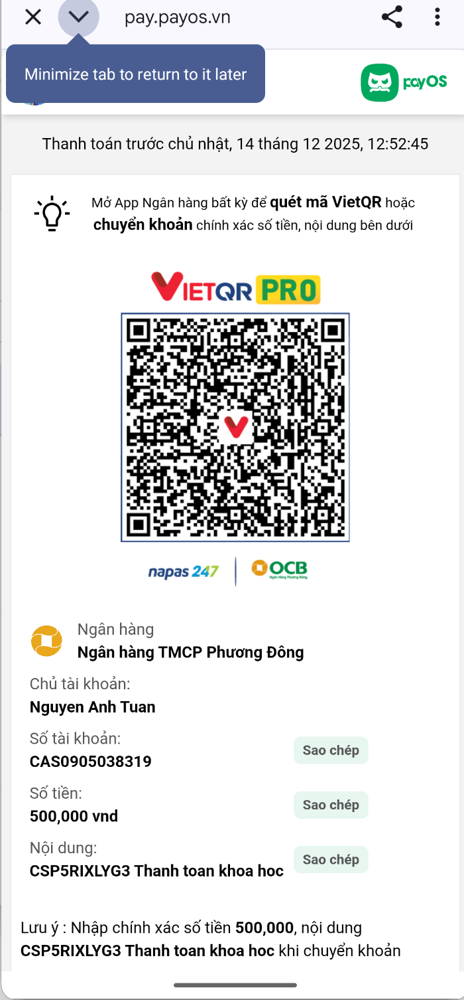 pay.payos.vn
Minimize tab to return to it later
payOS
Thanh toán trước chủ nhật, 14 tháng 12 2025, 12:52:45
Mở App Ngân hàng bất kỳ để quét mã VietQR hoặc
chuyển khoản chính xác số tiền, nội dung bên dưới
VIETQR PRO
napas 247
OCB
Ngân Hàng Phương Đông
Ngân hàng
Ngân hàng TMCP Phương Đông
Chủ tài khoản:
Nguyen Anh Tuan
Số tài khoản:
CAS0905038319
Sao chép
Số tiền:
500,000 vnd
Sao chép
Nội dung:
CSP5RIXLYG3 Thanh toan khoa hoc
Sao chép
Lưu ý : Nhập chính xác số tiền 500,000, nội dung
CSP5RIXLYG3 Thanh toan khoa hoc khi chuyển khoản